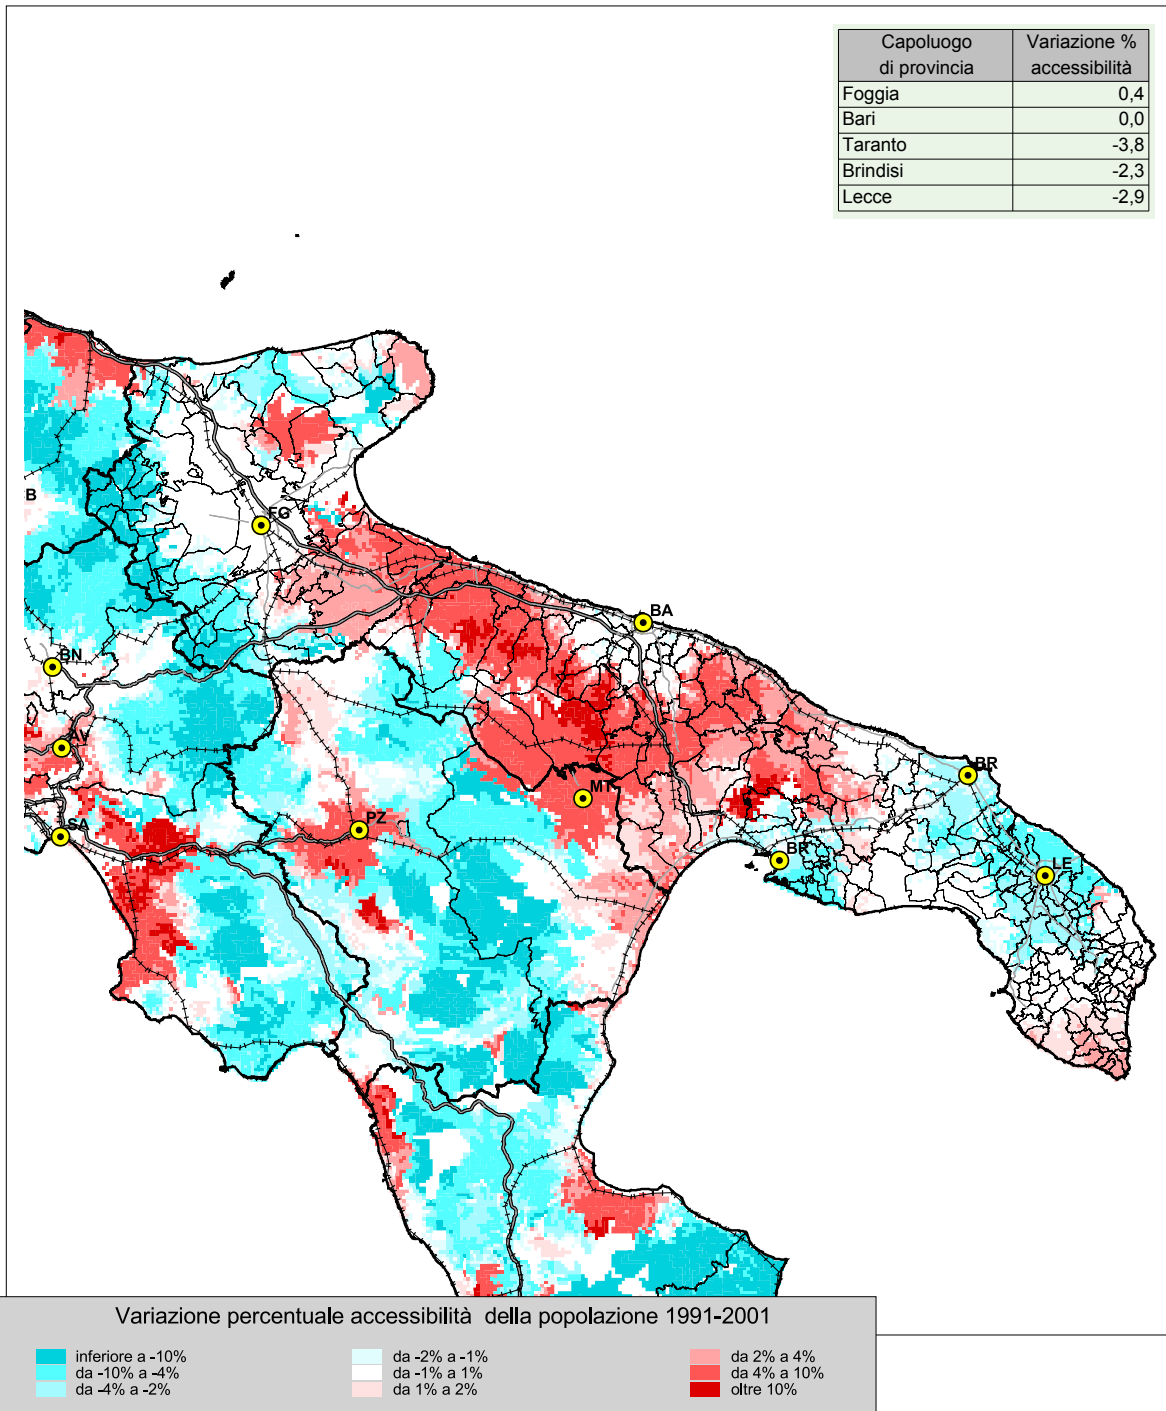 Capoluogo di provincia Variazione % accessibilità
Foggia 0,4
Bari 0,0
Taranto -3,8
Brindisi -2,3
Lecce -2,9
B
FG
BA
BN
AV
BR
MT
PZ
SA
BR
LE
Variazione percentuale accessibilità della popolazione 1991-2001
inferiore a -10%
da -10% a -4%
da -4% a -2%
da -2% a -1%
da -1% a 1%
da 1% a 2%
da 2% a 4%
da 4% a 10%
oltre 10%